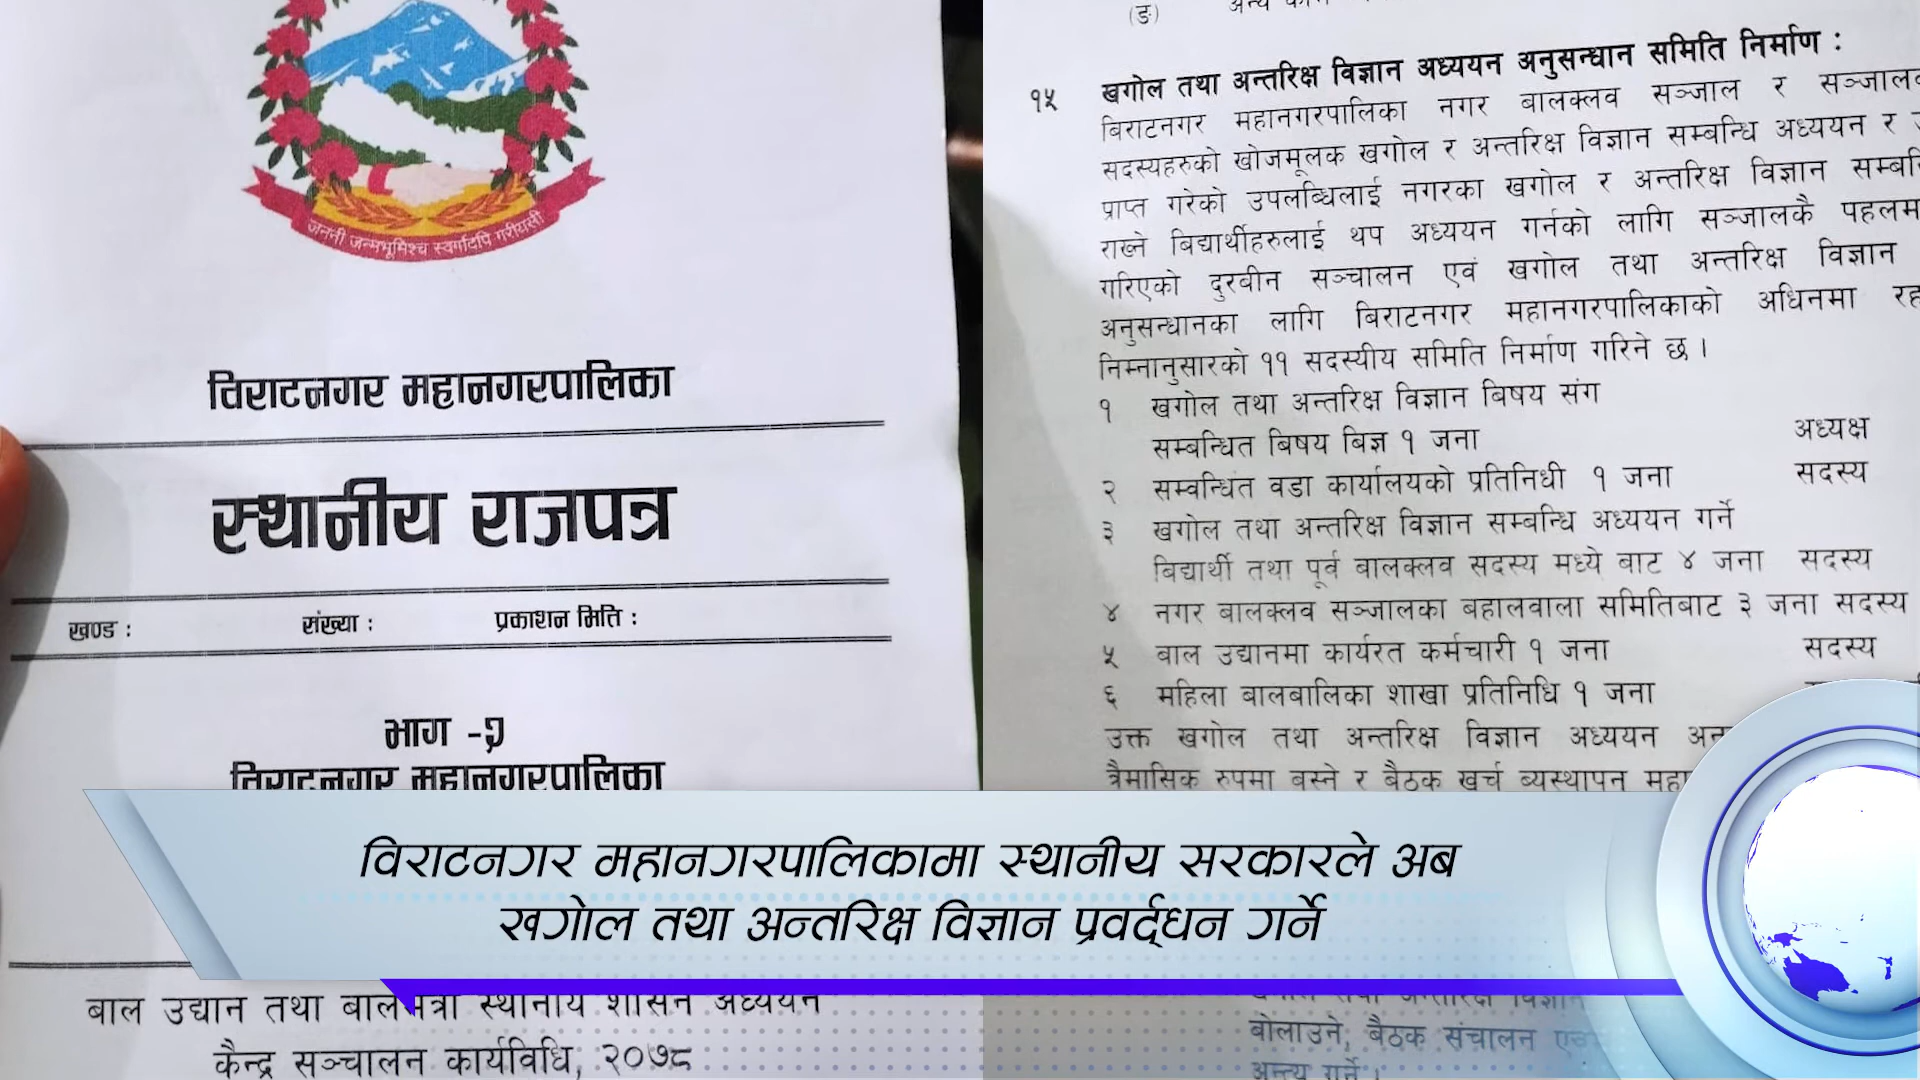 जननी जन्मभूमिश्च स्वर्गादपि गरीयसी
विराटनगर महानगरपालिका
स्थानीय राजपत्र
खण्ड : संख्या : प्रकाशन मिति :
भाग -२
विराटनगर महानगरपालिका
बाल उद्यान तथा बालमैत्री स्थानीय शासन अध्ययन
केन्द्र सञ्चालन कार्यविधि, २०७८
(ङ)
१५ खगोल तथा अन्तरिक्ष विज्ञान अध्ययन अनुसन्धान समिति निर्माण :
बिराटनगर महानगरपालिका नगर बालक्लव सञ्जाल र
सदस्यहरुको खोजमूलक खगोल र अन्तरिक्ष विज्ञान सम्बन्धि अध्ययन र
प्राप्त गरेको उपलब्धिलाई नगरका खगोल र अन्तरिक्ष विज्ञान
राख्ने बिद्यार्थीहरुलाई थप अध्ययन गर्नको लागि सञ्जालकै
गरिएको दुरबीन सञ्चालन एवं खगोल तथा अन्तरिक्ष विज्ञान
अनुसन्धानका लागि बिराटनगर महानगरपालिकाको अधिनमा
निम्नानुसारको ११ सदस्यीय समिति निर्माण गरिने छ ।
१ खगोल तथा अन्तरिक्ष विज्ञान बिषय संग
सम्बन्धित बिषय बिज्ञ १ जना अध्यक्ष
२ सम्वन्धित वडा कार्यालयको प्रतिनिधी १ जना सदस्य
३ खगोल तथा अन्तरिक्ष विज्ञान सम्बन्धि अध्ययन गर्ने
बिद्यार्थी तथा पूर्व बालक्लव सदस्य मध्ये बाट ४ जना सदस्य
४ नगर बालक्लव सञ्जालका बहालवाला समितिबाट ३ जना सदस्य
५ बाल उद्यानमा कार्यरत कर्मचारी १ जना सदस्य
६ महिला बालबालिका शाखा प्रतिनिधि १ जना
उक्त खगोल तथा अन्तरिक्ष विज्ञान अध्ययन
त्रैमासिक रुपमा बस्ने र बैठक खर्च ब्यस्थापन
बोलाउने, बैठक संचालन
अन्त्य गर्ने ।
विराटनगर महानगरपालिकामा स्थानीय सरकारले अब
खगोल तथा अन्तरिक्ष विज्ञान प्रवर्द्धन गर्ने